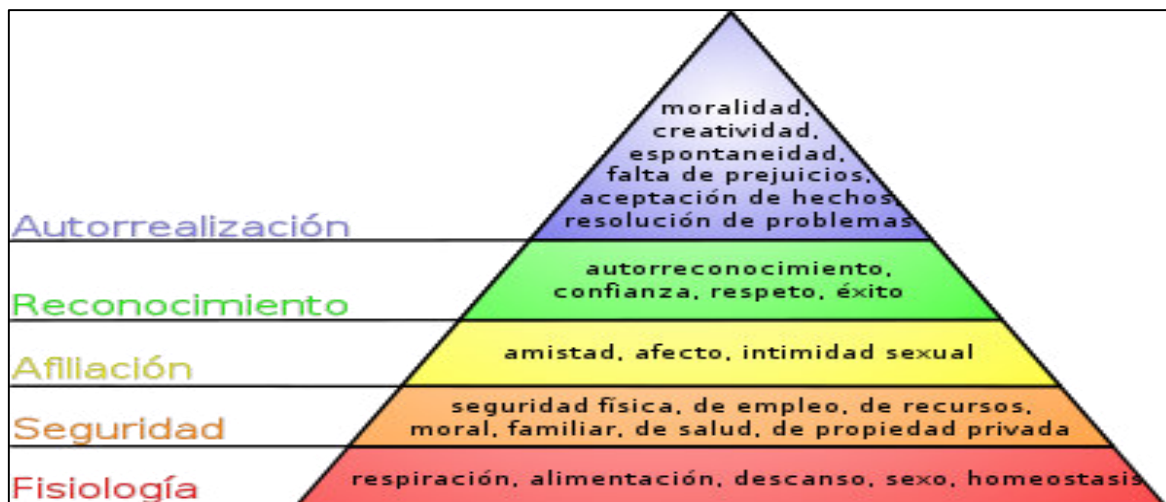 moralidad,
creatividad,
espontaneidad,
falta de prejuicios,
aceptación de hechos,
resolución de problemas
Autorrealización
autorreconocimiento,
confianza, respeto, éxito
Reconocimiento
amistad, afecto, intimidad sexual
Afiliación
seguridad física, de empleo, de recursos,
moral, familiar, de salud, de propiedad privada
Seguridad
respiración, alimentación, descanso, sexo, homeostasis
Fisiología